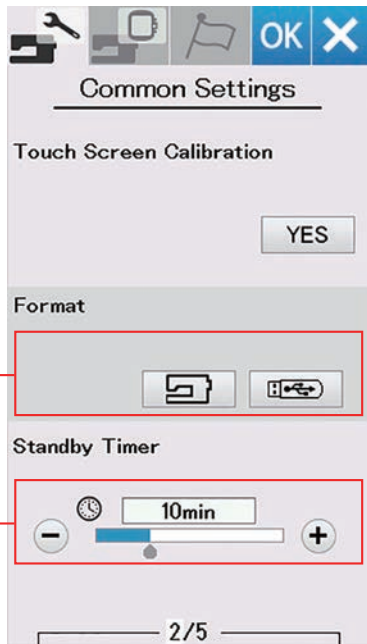 OK X
Common Settings
Touch Screen Calibration
YES
Format
Standby Timer
10min
2/5